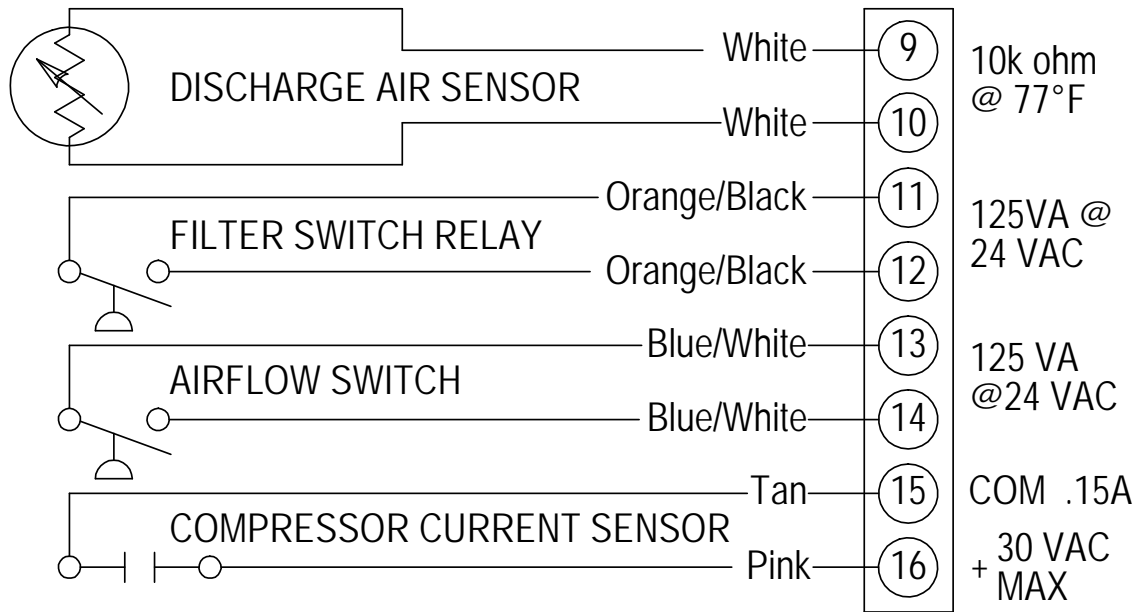 White 9
DISCHARGE AIR SENSOR
10k ohm
@ 77°F
White 10
Orange/Black 11
FILTER SWITCH RELAY
125VA @
24 VAC
Orange/Black 12
Blue/White 13
AIRFLOW SWITCH
125 VA
@24 VAC
Blue/White 14
Tan 15 COM .15A
COMPRESSOR CURRENT SENSOR
Pink 16 + 30 VAC
MAX